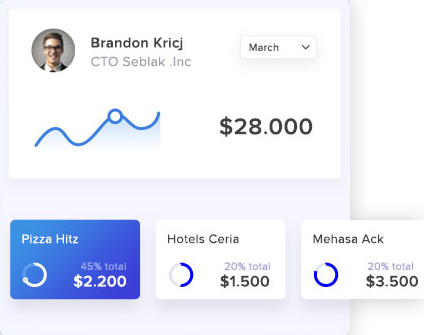 Brandon Kricj
March
CTO Seblak .Inc
$28.000
Pizza Hitz
45% total
$2.200
Hotels Ceria
20% total
$1.500
Mehasa Ack
20% total
$3.500